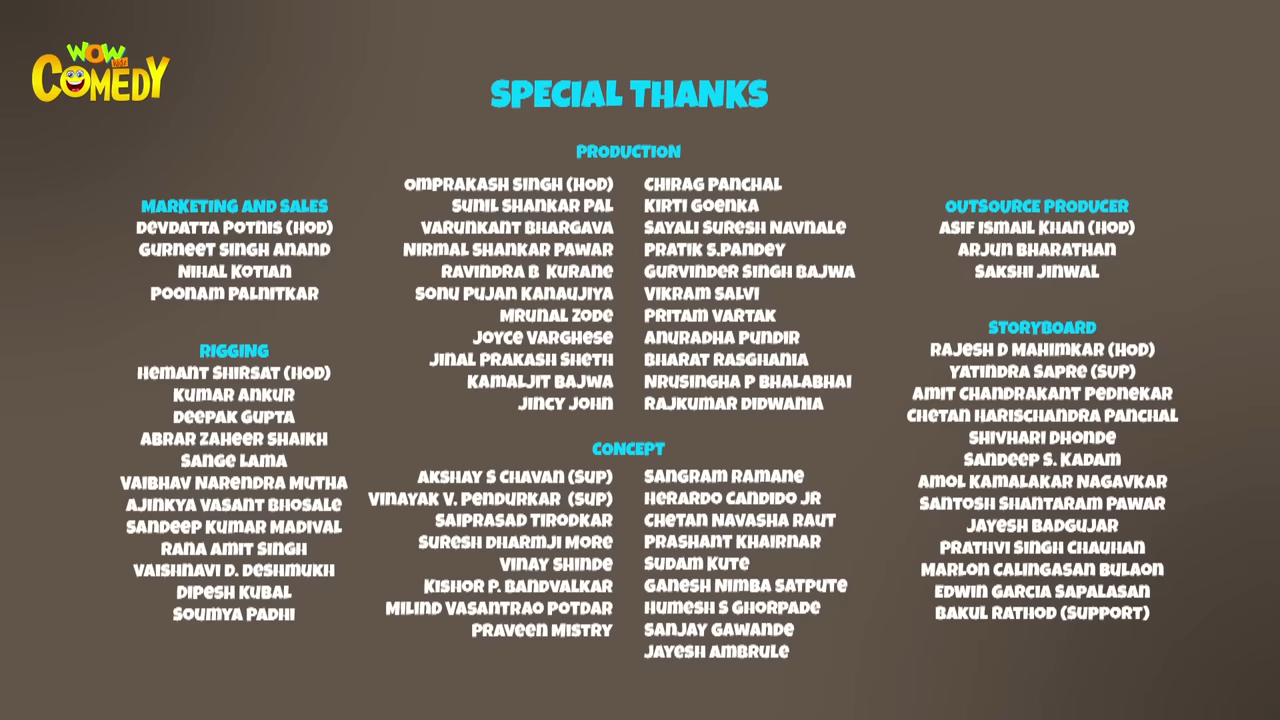 WOW
KIDZ
COMEDY
SPECIAL THANKS
MARKETING AND SALES
DEVDATTA POTNIS (HOD)
GURNEET SINGH ANAND
NIHAL KOTIAN
POONAM PALNITKAR
RIGGING
HEMANT SHIRSAT (HOD)
KUMAR ANKUR
DEEPAK GUPTA
ABRAR ZAHEER SHAIKH
SANGE LAMA
VAIBHAV NARENDRA MUTHA
AJINKYA VASANT BHOSALE
SANDEEP KUMAR MADIVAL
RANA AMIT SINGH
VAISHNAVI D. DESHMUKH
DIPESH KUBAL
SOUMYA PADHI
PRODUCTION
OMPRAKASH SINGH (HOD)
SUNIL SHANKAR PAL
VARUNKANT BHARGAVA
NIRMAL SHANKAR PAWAR
RAVINDRA B KURANE
SONU PUJAN KANAUJIYA
MRUNAL ZODE
JOYCE VARGHESE
JINAL PRAKASH SHETH
KAMALJIT BAJWA
JINCY JOHN
CHIRAG PANCHAL
KIRTI GOENKA
SAYALI SURESH NAVNALE
PRATIK S.PANDEY
GURVINDER SINGH BAJWA
VIKRAM SALVI
PRITAM VARTAK
ANURADHA PUNDIR
BHARAT RASGHANIA
NRUSINGHA P BHALABHAI
RAJKUMAR DIDWANIA
CONCEPT
AKSHAY S CHAVAN (SUP)
VINAYAK V. PENDURKAR (SUP)
SAIPRASAD TIRODKAR
SURESH DHARMJI MORE
VINAY SHINDE
KISHOR P. BANDVALKAR
MILIND VASANTRAO POTDAR
PRAVEEN MISTRY
SANGRAM RAMANE
HERARDO CANDIDO JR
CHETAN NAVASHA RAUT
PRASHANT KHAIRNAR
SUDAM KUTE
GANESH NIMBA SATPUTE
HUMESH S GHORPADE
SANJAY GAWANDE
JAYESH AMBRULE
OUTSOURCE PRODUCER
ASIF ISMAIL KHAN (HOD)
ARJUN BHARATHAN
SAKSHI JINWAL
STORYBOARD
RAJESH D MAHIMKAR (HOD)
YATINDRA SAPRE (SUP)
AMIT CHANDRAKANT PEDNEKAR
CHETAN HARISCHANDRA PANCHAL
SHIVHARI DHONDE
SANDEEP S. KADAM
AMOL KAMALAKAR NAGAVKAR
SANTOSH SHANTARAM PAWAR
JAYESH BADGUJAR
PRATHVI SINGH CHAUHAN
MARLON CALINGASAN BULAON
EDWIN GARCIA SAPALASAN
BAKUL RATHOD (SUPPORT)